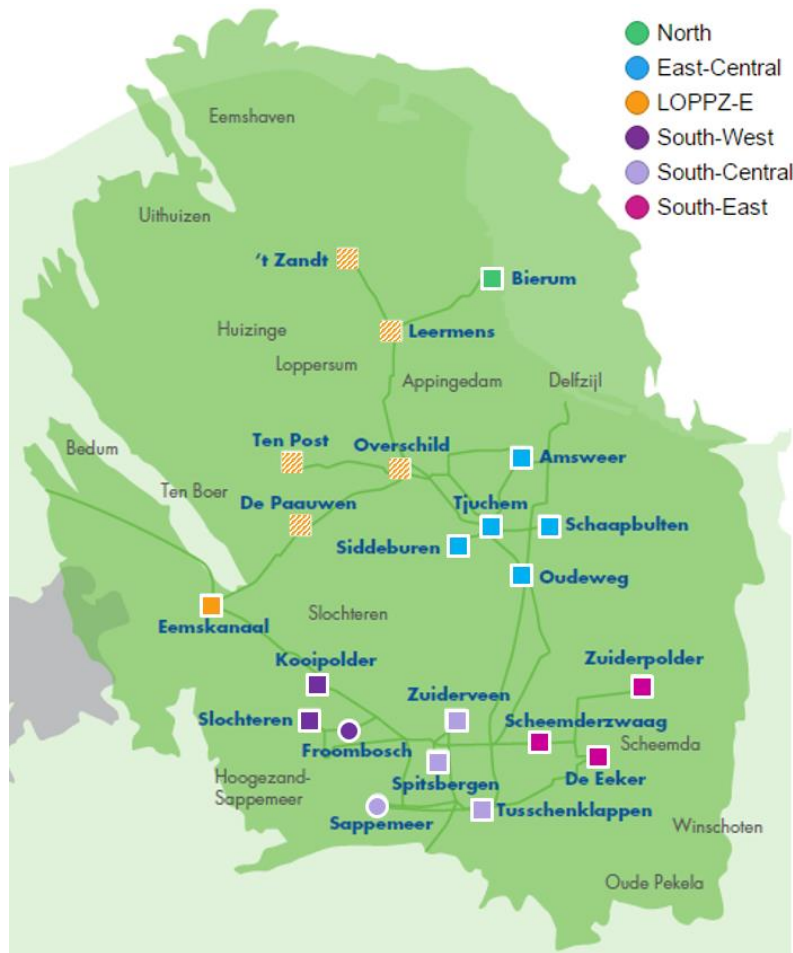 North
East-Central
LOPPZ-E
South-West
South-Central
South-East
Eemshaven
Uithuizen
't Zandt
Bierum
Huizinge
Leermens
Loppersum
Appingedam
Delfzijl
Bedum
Ten Post
Overschild
Amsweer
Ten Boer
De Paauwen
Tjuchem
Schaapbulten
Siddeburen
Oudeweg
Slochteren
Eemskanaal
Kooipolder
Zuiderpolder
Zuiderveen
Slochteren
Scheemderzwaag
Froombosch
Scheemda
Hoogezand-
Sappemeer
Spitsbergen
De Eeker
Sappemeer
Tusschenklappen
Winschoten
Oude Pekela